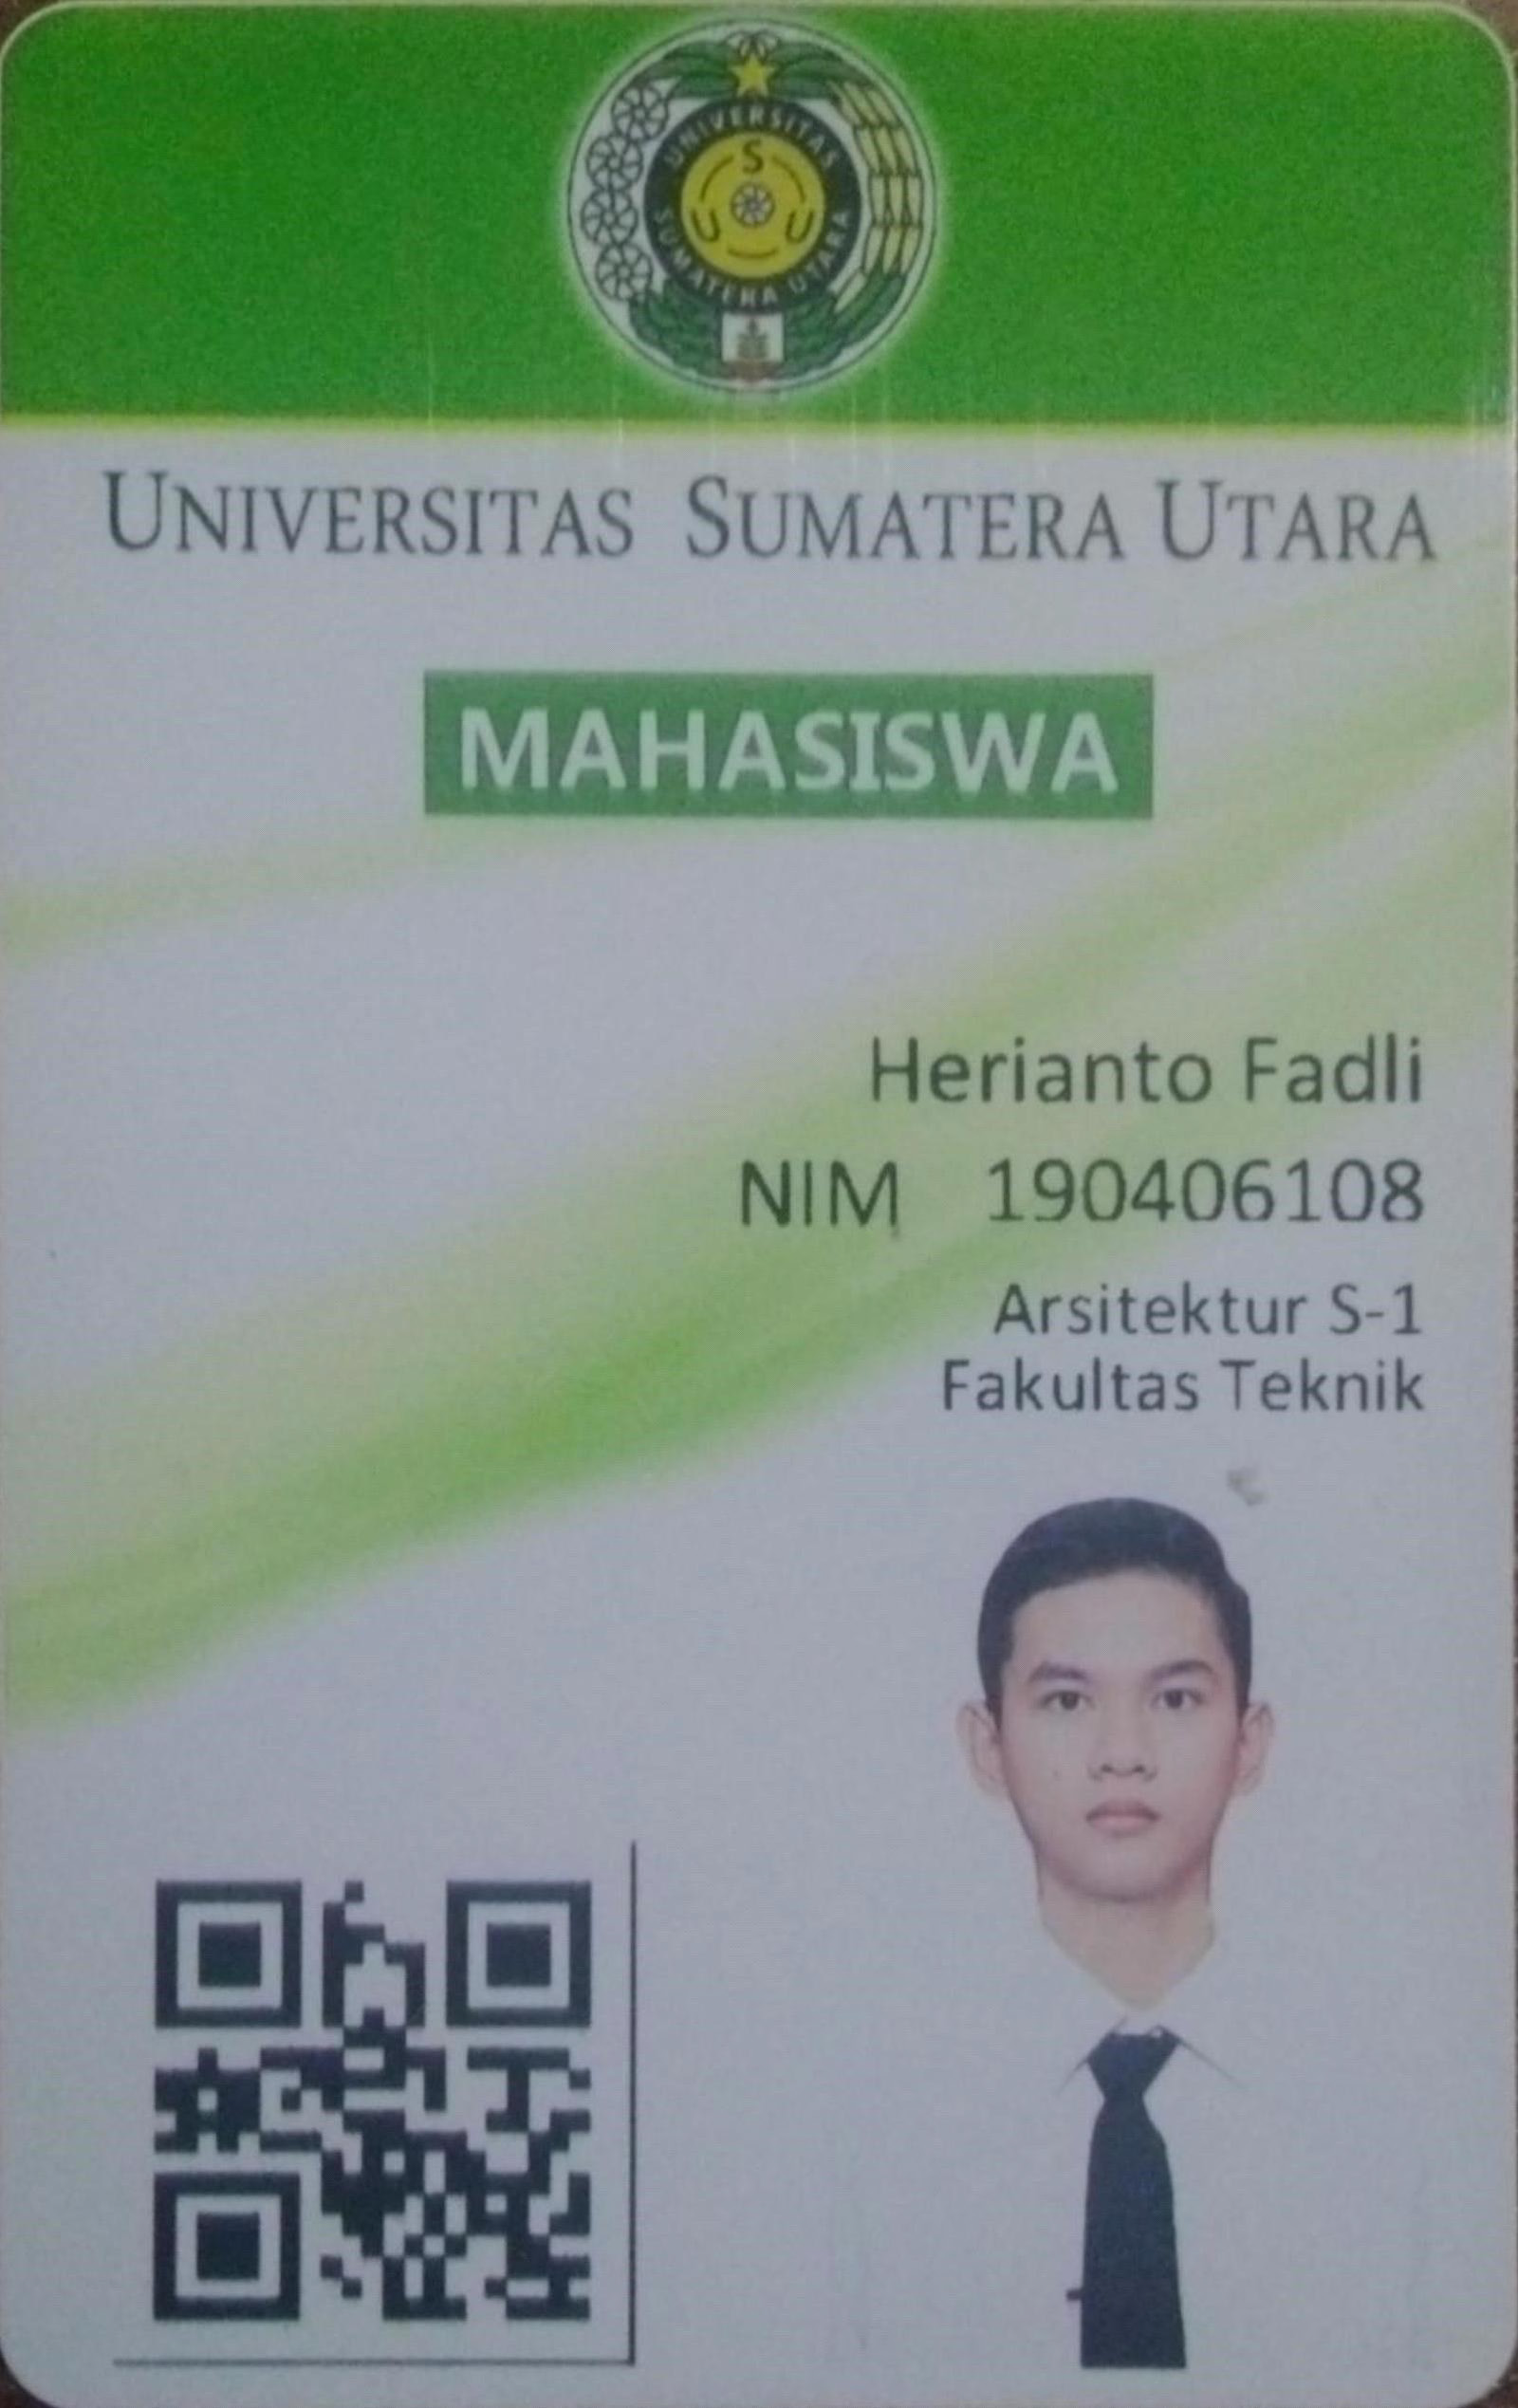 UNIVERSITAS
SUMATERA UTARA
S
U U
UNIVERSITAS SUMATERA UTARA
MAHASISWA
Herianto Fadli
NIM 190406108
Arsitektur S-1
Fakultas Teknik